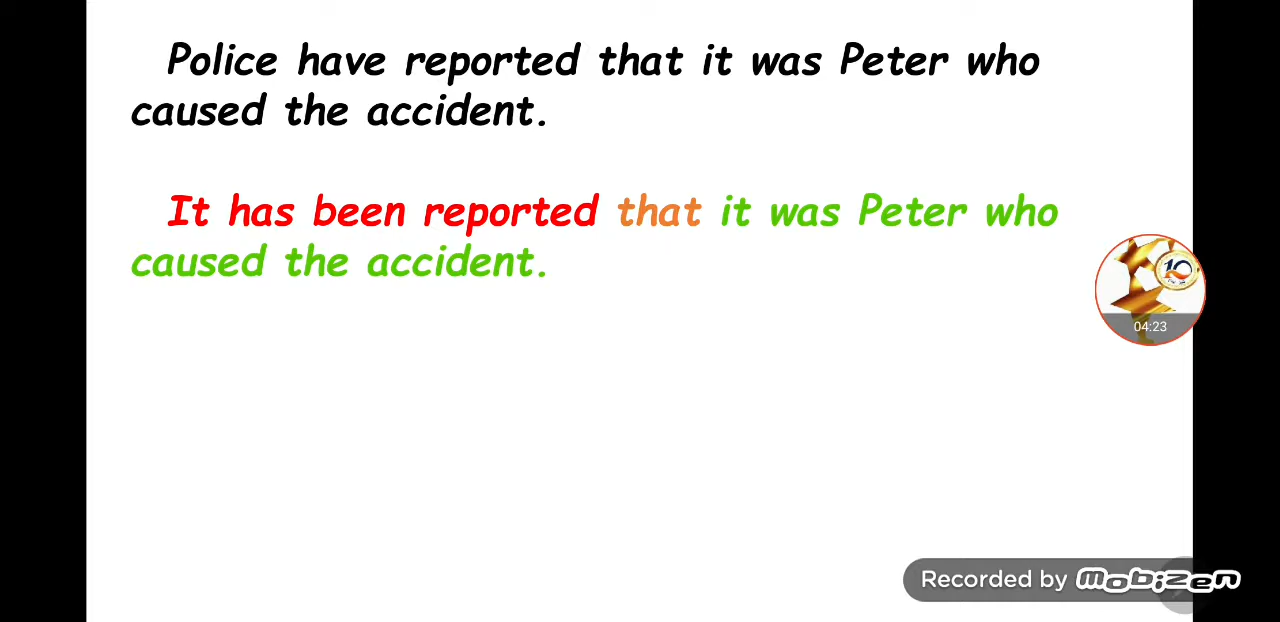 Police have reported that it was Peter who
caused the accident.
It has been reported that it was Peter who
caused the accident.
10
04:23
Recorded by Mobizen